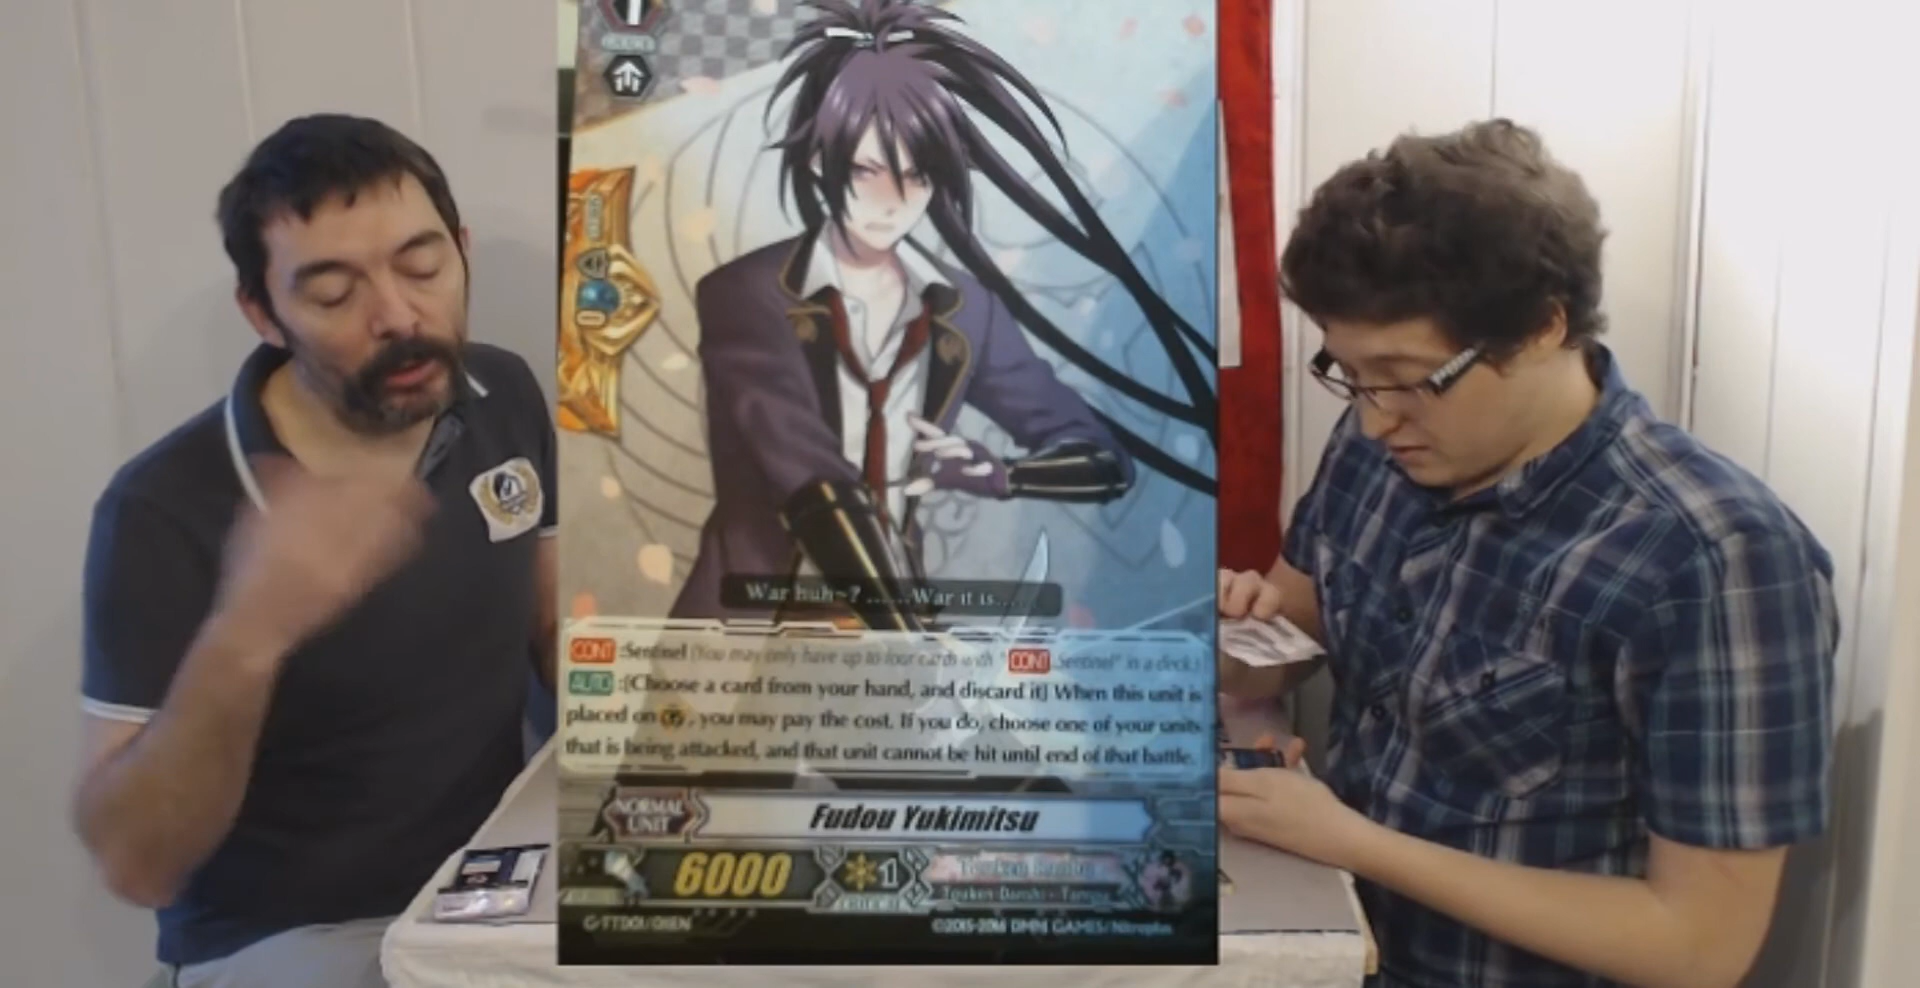 War huh~? ......War it is......
CONT:Sentinel (You may only have up to four cards with "CONT:Sentinel" in a deck.)
AUTO:[Choose a card from your hand, and discard it] When this unit is
placed on, you may pay the cost. If you do, choose one of your units
that is being attacked, and that unit cannot be hit until end of that battle.
NORMAL
UNIT
Fudou Yukimitsu
6000
1
Touken Ranbu
CRITICAL
G-TTD01/011EN
©2015-2016 DMM GAMES/Nitroplus